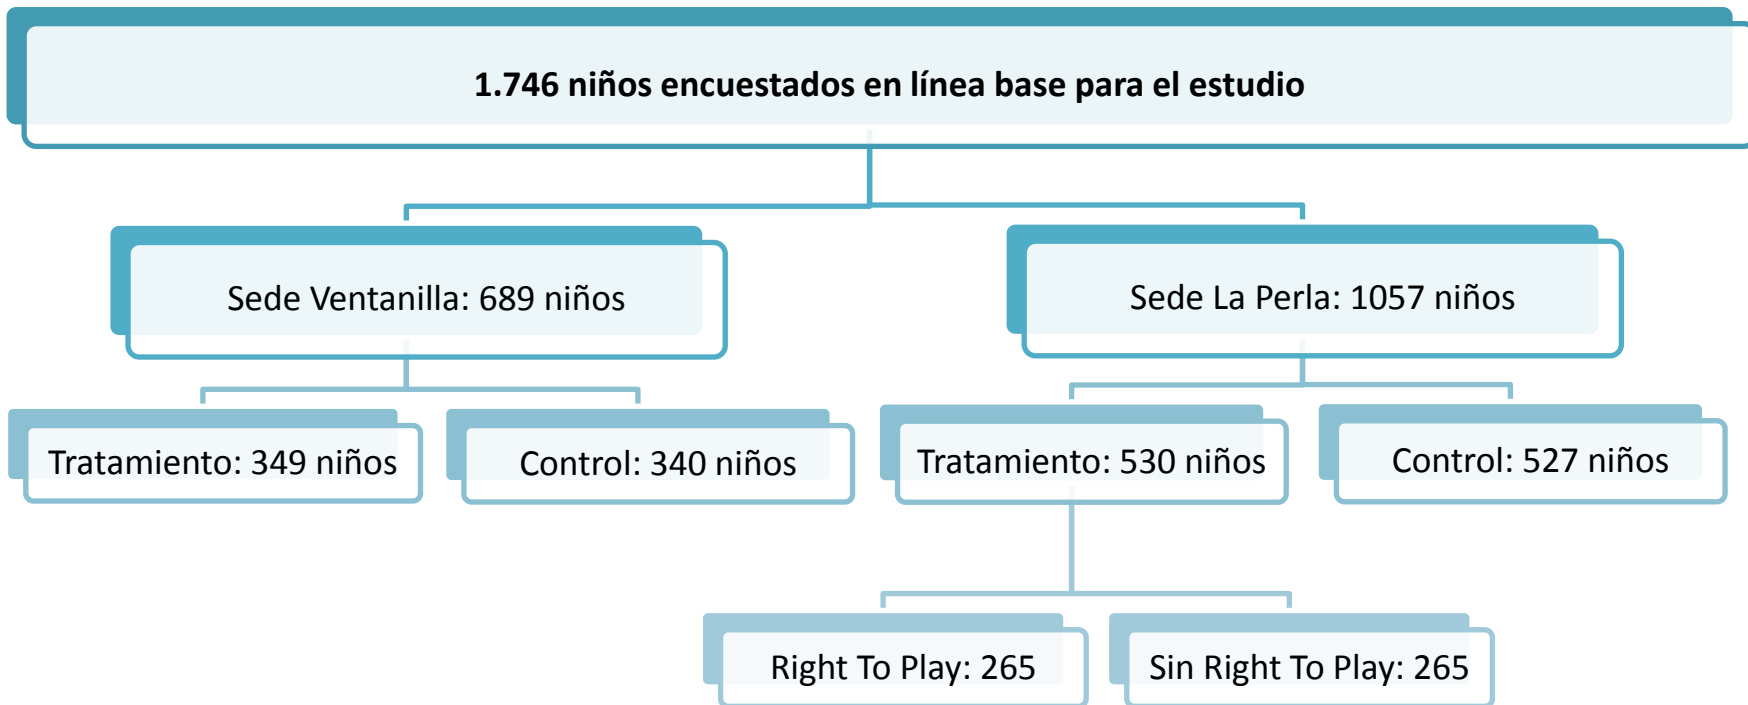 1.746 niños encuestados en línea base para el estudio
Sede Ventanilla: 689 niños
Sede La Perla: 1057 niños
Tratamiento: 349 niños
Control: 340 niños
Tratamiento: 530 niños
Control: 527 niños
Right To Play: 265
Sin Right To Play: 265